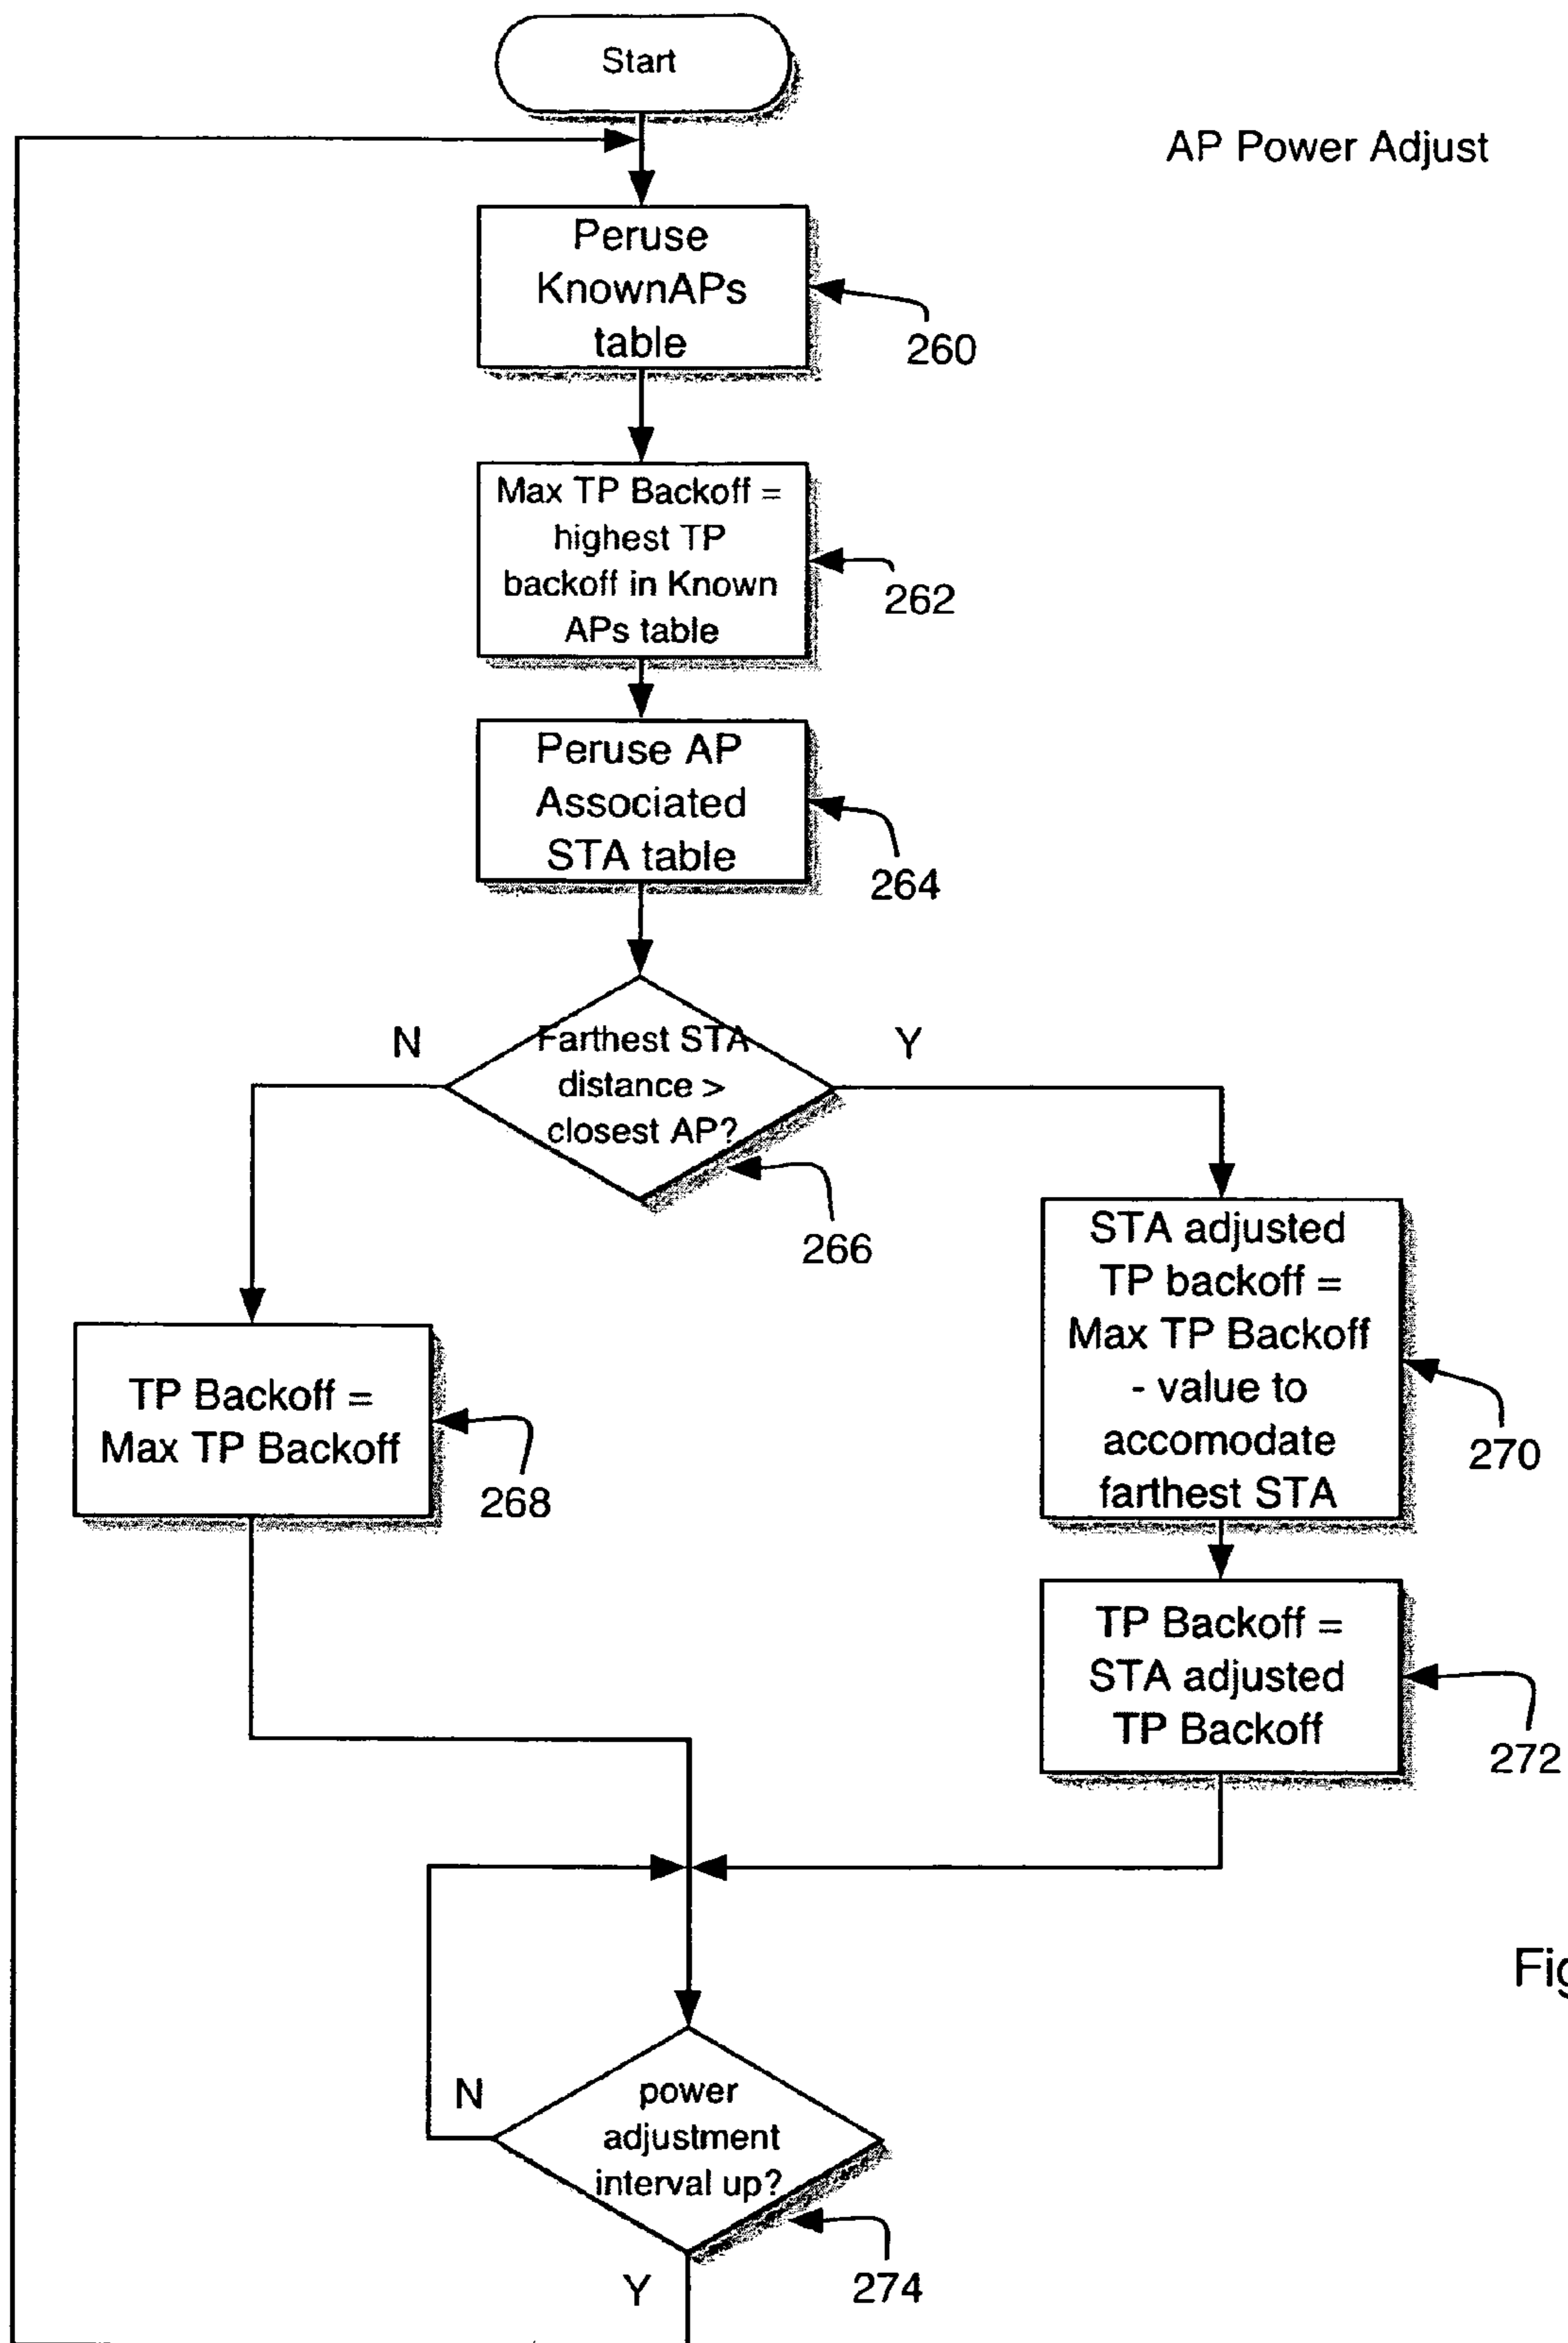 Start
AP Power Adjust
Peruse
KnownAPs
table
260
Max TP Backoff =
highest TP
backoff in Known
APs table
262
Peruse AP
Associated
STA table
264
N
Farthest STA
distance >
closest AP?
Y
266
STA adjusted
TP backoff =
Max TP Backoff
- value to
accomodate
farthest STA
270
TP Backoff =
Max TP Backoff
268
TP Backoff =
STA adjusted
TP Backoff
272
Fig
N
power
adjustment
interval up?
Y
274